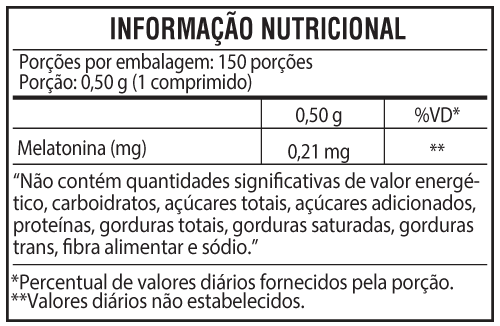 INFORMAÇÃO NUTRICIONAL
Porções por embalagem: 150 porções
Porção: 0,50 g (1 comprimido)
0,50 g %VD*
Melatonina (mg) 0,21 mg **
“Não contém quantidades significativas de valor energé-
tico, carboidratos, açúcares totais, açúcares adicionados,
proteínas, gorduras totais, gorduras saturadas, gorduras
trans, fibra alimentar e sódio.”
*Percentual de valores diários fornecidos pela porção.
**Valores diários não estabelecidos.